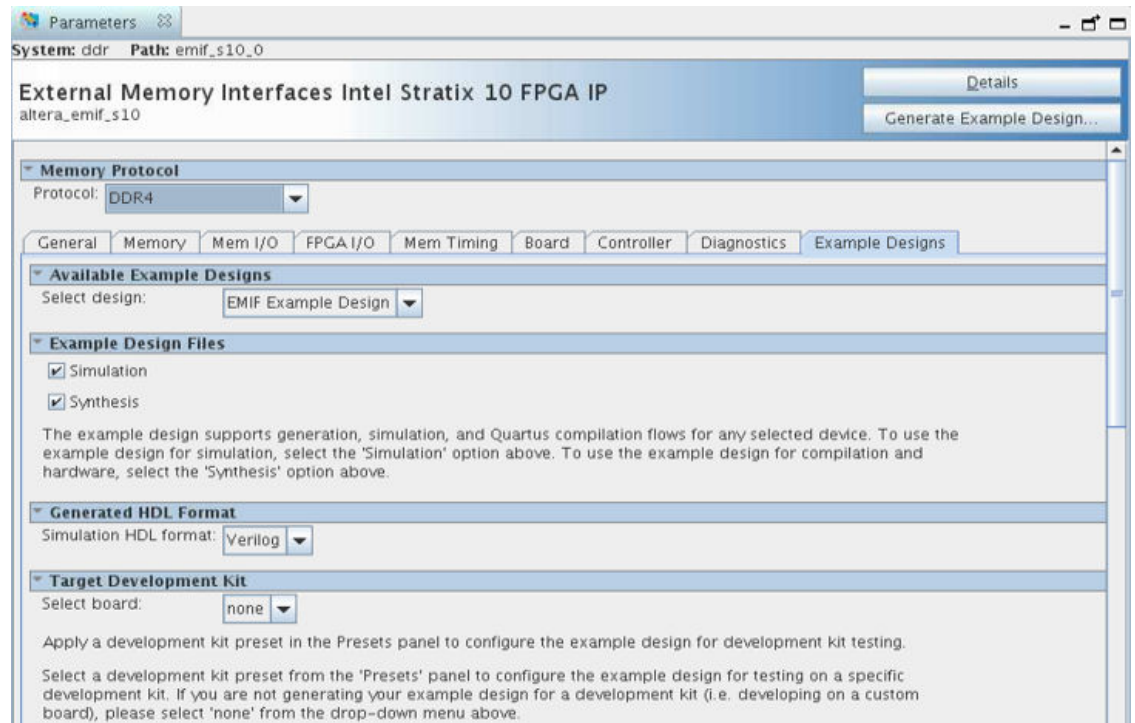 Parameters
System: ddr Path: emif_s10_0
External Memory Interfaces Intel Stratix 10 FPGA IP
altera_emif_s10
Details
Generate Example Design...
Memory Protocol
Protocol: DDR4
General Memory Mem I/O FPGA I/O Mem Timing Board Controller Diagnostics Example Designs
Available Example Designs
Select design: EMIF Example Design
Example Design Files
Simulation
Synthesis
The example design supports generation, simulation, and Quartus compilation flows for any selected device. To use the
example design for simulation, select the 'Simulation' option above. To use the example design for compilation and
hardware, select the 'Synthesis' option above.
Generated HDL Format
Simulation HDL format: Verilog
Target Development Kit
Select board: none
Apply a development kit preset in the Presets panel to configure the example design for development kit testing.
Select a development kit preset from the 'Presets' panel to configure the example design for testing on a specific
development kit. If you are not generating your example design for a development kit (i.e. developing on a custom
board), please select 'none' from the drop-down menu above.